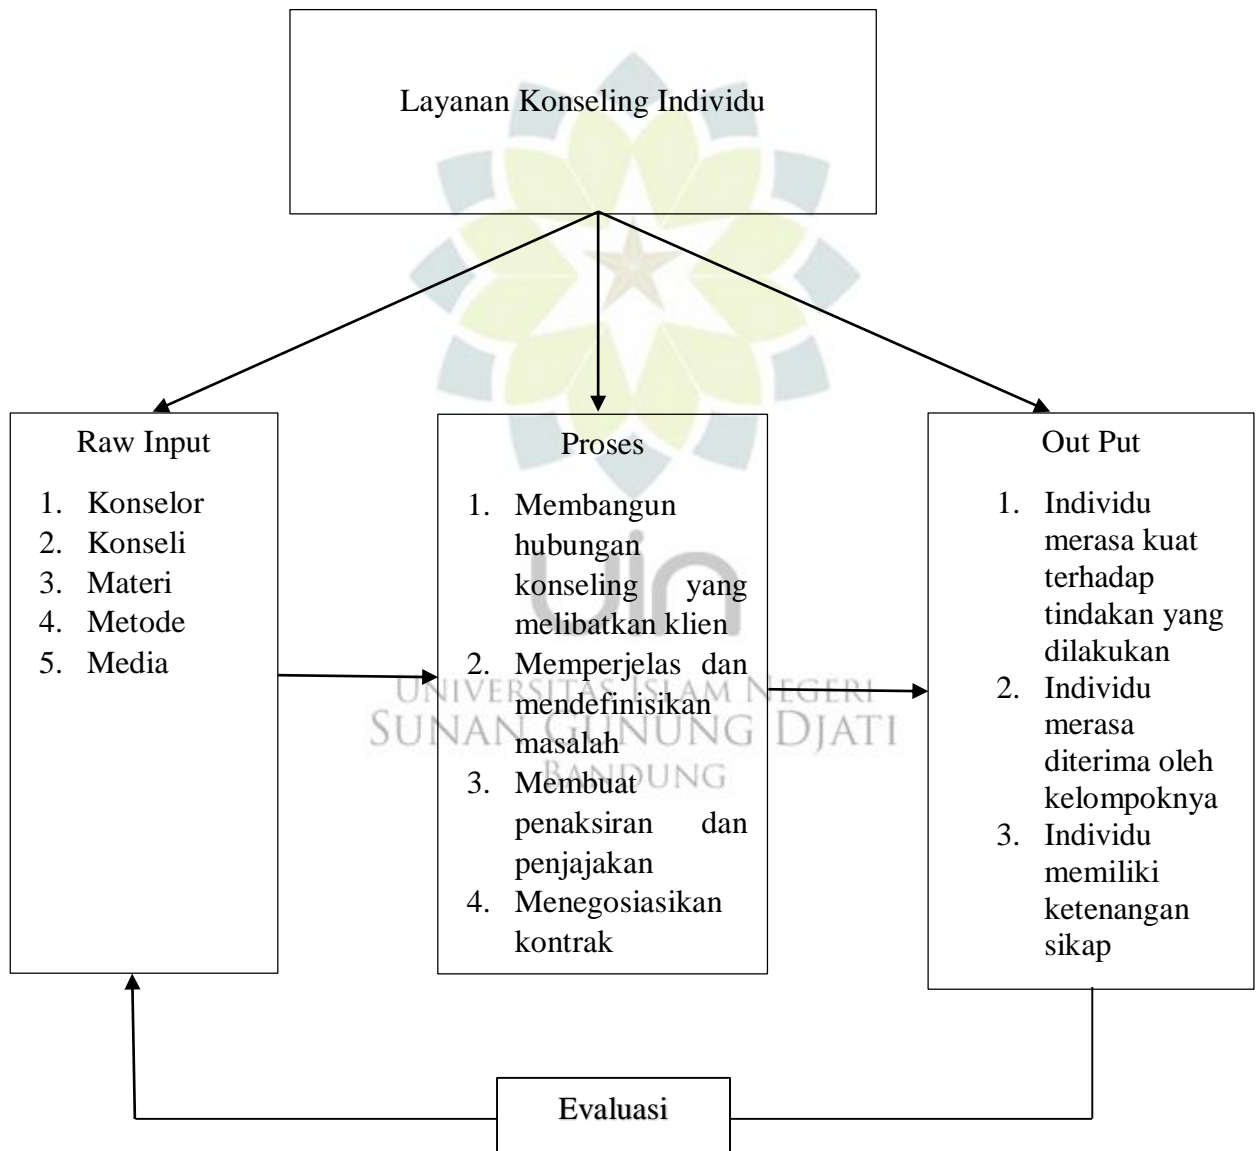 Layanan Konseling Individu
Raw Input
1. Konselor
2. Konseli
3. Materi
4. Metode
5. Media
Proses
1. Membangun
hubungan
konseling yang
melibatkan klien
2. Memperjelas dan
mendefinisikan
masalah
3. Membuat
penaksiran dan
penjajakan
4. Menegosiasikan
kontrak
Out Put
1. Individu
merasa kuat
terhadap
tindakan yang
dilakukan
2. Individu
merasa
diterima oleh
kelompoknya
3. Individu
memiliki
ketenangan
sikap
uin
UNIVERSITAS ISLAM NEGERI
SUNAN GUNUNG DJATI
BANDUNG
Evaluasi